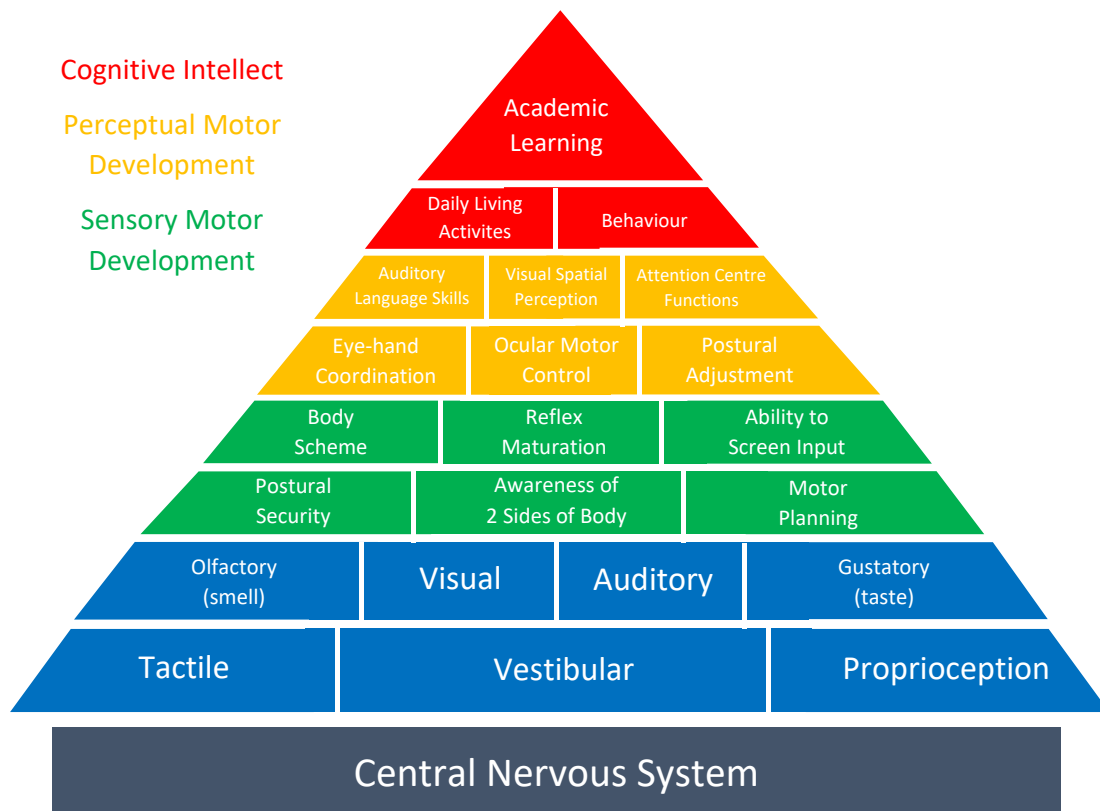 Cognitive Intellect
Perceptual Motor
Development
Sensory Motor
Development
Academic
Learning
Daily Living
Activites
Behaviour
Auditory
Language Skills
Visual Spatial
Perception
Attention Centre
Functions
Eye-hand
Coordination
Ocular Motor
Control
Postural
Adjustment
Body
Scheme
Reflex
Maturation
Ability to
Screen Input
Postural
Security
Awareness of
2 Sides of Body
Motor
Planning
Olfactory
(smell)
Visual
Auditory
Gustatory
(taste)
Tactile
Vestibular
Proprioception
Central Nervous System